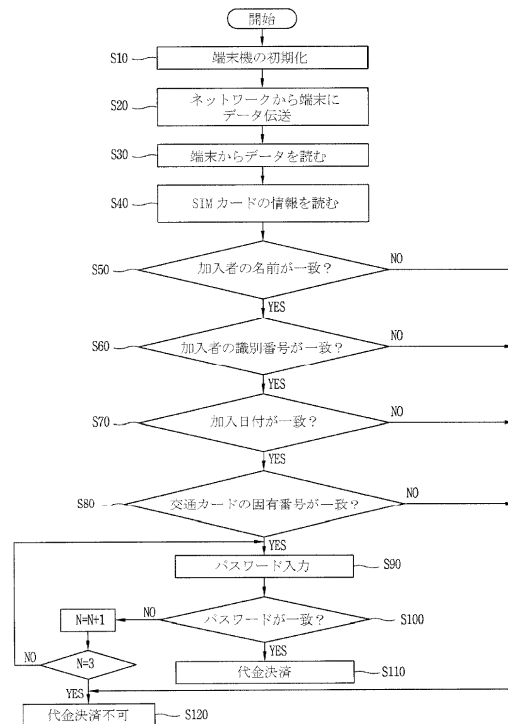 開始
S10
端末機の初期化
S20
ネットワークから端末に
データ伝送
S30
端末からデータを読む
S40
SIMカードの情報を読む
S50
加入者の名前が一致?
NO
YES
S60
加入者の識別番号が一致?
NO
YES
S70
加入日付が一致?
NO
YES
S80
交通カードの固有番号が一致?
NO
YES
パスワード入力
S90
N=N+1
NO
パスワードが一致?
S100
YES
NO
N=3
代金決済
S110
YES
代金決済不可
S120